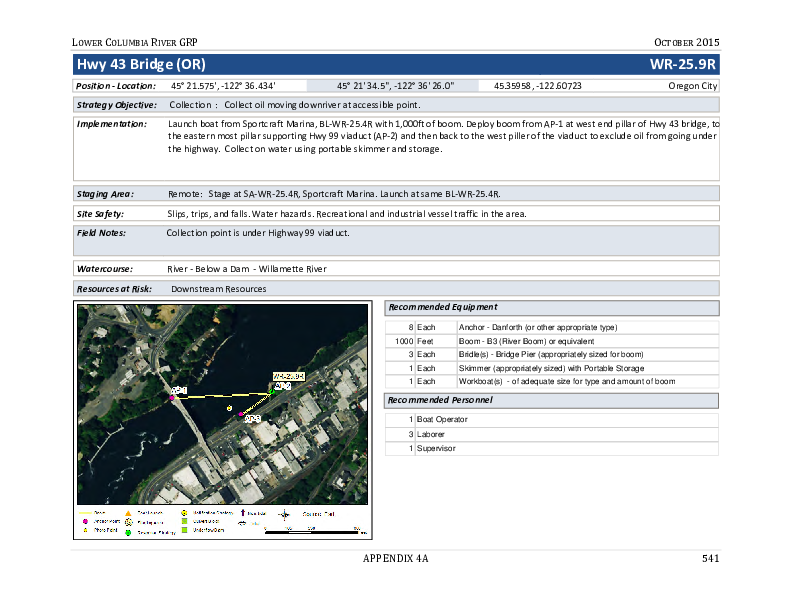 LOWER COLUMBIA RIVER GRP OCTOBER 2015
Hwy 43 Bridge (OR) WR-25.9R
Position - Location: 45° 21.575', -122° 36.434' 45° 21' 34.5", -122° 36' 26.0" 45.35958, -122.60723 Oregon City
Strategy Objective: Collection : Collect oil moving downriver at accessible point.
Implementation: Launch boat from Sportcraft Marina, BL-WR-25.4R with 1,000ft of boom. Deploy boom from AP-1 at west end pillar of Hwy 43 bridge, to
the eastern most pillar supporting Hwy 99 viaduct (AP-2) and then back to the west piller of the viaduct to exclude oil from going under
the highway. Collect on water using portable skimmer and storage.
Staging Area: Remote: Stage at SA-WR-25.4R, Sportcraft Marina. Launch at same BL-WR-25.4R.
Site Safety: Slips, trips, and falls. Water hazards. Recreational and industrial vessel traffic in the area.
Field Notes: Collection point is under Highway 99 viaduct.
Watercourse: River - Below a Dam - Willamette River
Resources at Risk: Downstream Resources
Recommended Equipment
8 Each Anchor - Danforth (or other appropriate type)
1000 Feet Boom - B3 (River Boom) or equivalent
3 Each Bridle(s) - Bridge Pier (appropriately sized for boom)
1 Each Skimmer (appropriately sized) with Portable Storage
1 Each Workboat(s) - of adequate size for type and amount of boom
Recommended Personnel
1 Boat Operator
3 Laborer
1 Supervisor
WR-25.9R
AP-1 AP-2
AP-3
Anchor Point
Photo Point
APPENDIX 4A 541